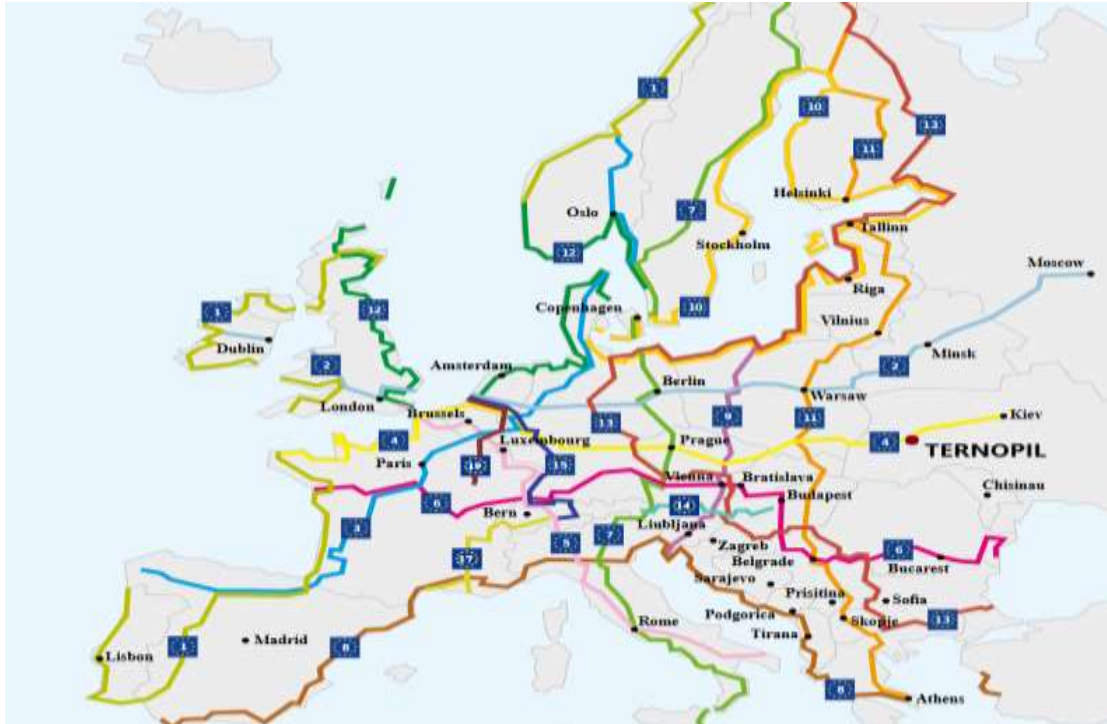 1
10
13
11
Helsinki
7
Oslo
Tallinn
Stockholm
12
Moscow
Riga
1
12
Copenhagen
10
Vilnius
Dublin
Minsk
2
2
Amsterdam
Berlin
Warsaw
London
Brussels
9
11
Kiev
4
13
4
Luxembourg
Prague
TERNOPIL
Paris
19
15
Vienna
Bratislava
Chisinau
6
Budapest
Bern
14
3
Liubljana
5
7
Zagreb
6
17
Belgrade
Bucarest
Sarajevo
Prisitina
Sofia
Podgorica
Rome
Skopje
13
Madrid
1
8
Tirana
Lisbon
8
Athens